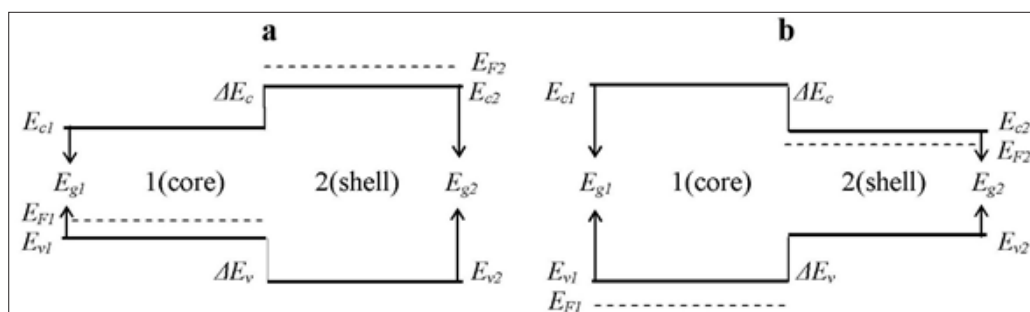 a
E_F2
ΔE_c
E_c2
E_c1
E_g1
1(core)
2(shell)
E_g2
E_F1
E_v1
ΔE_v
E_v2
b
E_c1
ΔE_c
E_c2
E_F2
E_g1
1(core)
2(shell)
E_g2
E_v2
E_v1
ΔE_v
E_F1